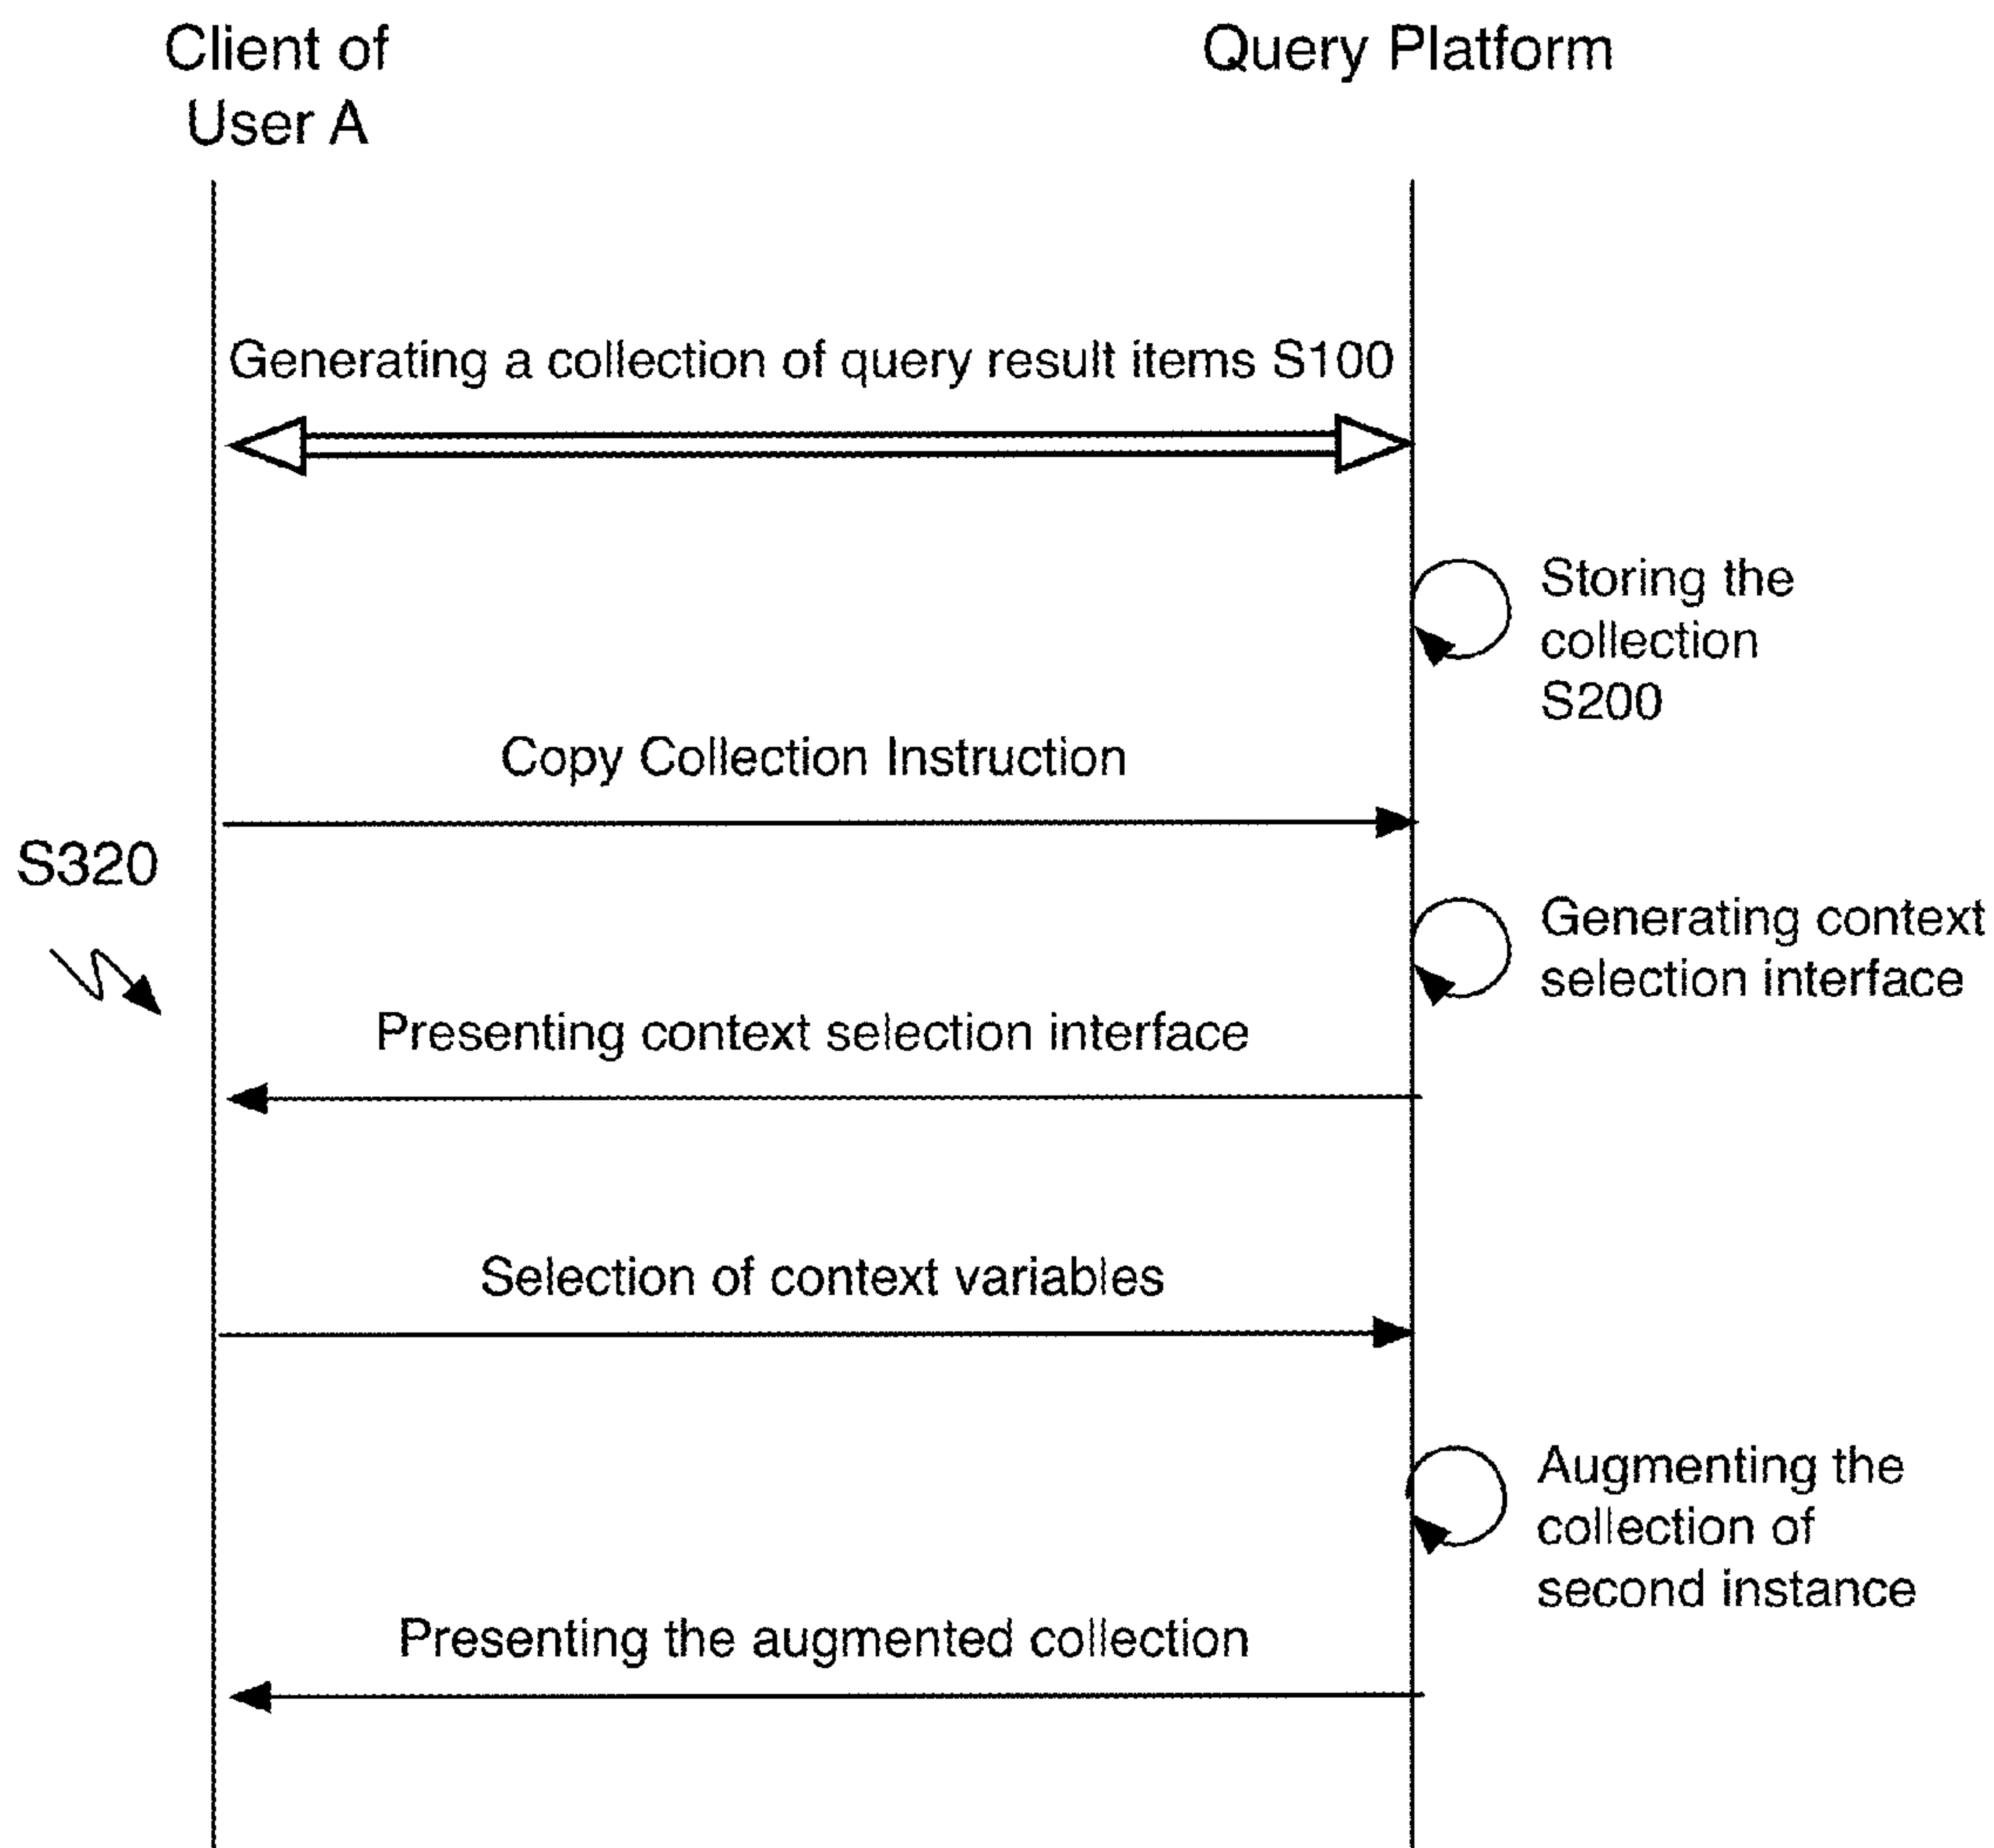 Client of
User A
Query Platform
Generating a collection of query result items S100
Storing the
collection
S200
Copy Collection Instruction
S320
Generating context
selection interface
Presenting context selection interface
Selection of context variables
Augmenting the
collection of
second instance
Presenting the augmented collection